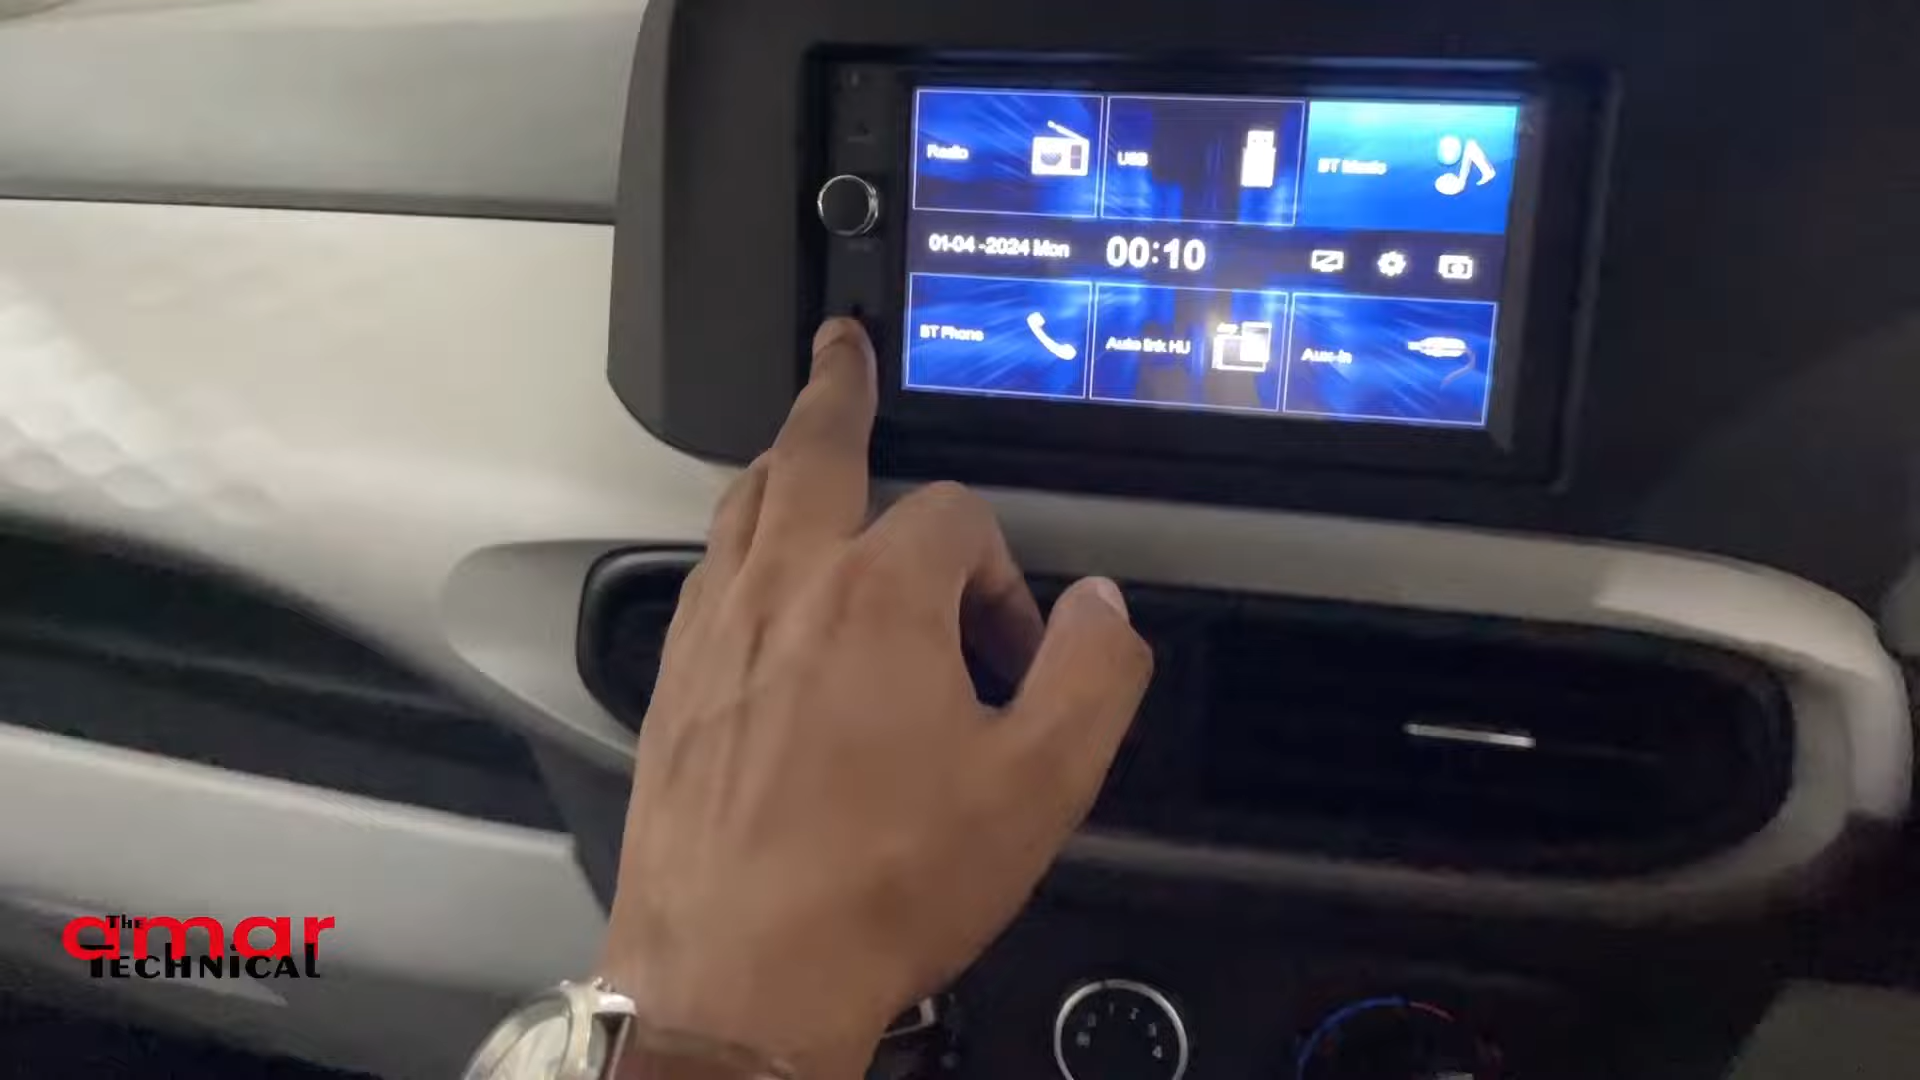 Radio
USB
BT Music
01-04-2024 Mon
00:10
BT Phone
Auto link HU
Aux-in
THE
amar
TECHNICAL
4